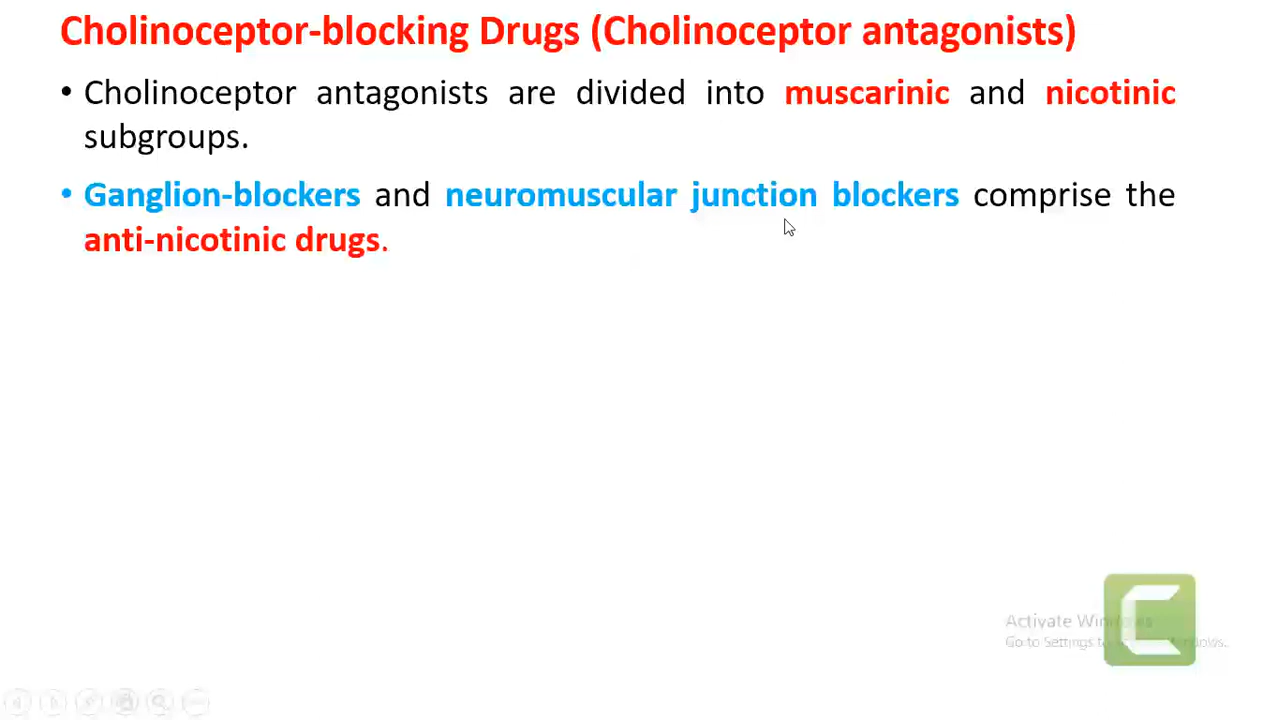 Cholinoceptor-blocking Drugs (Cholinoceptor antagonists)
• Cholinoceptor antagonists are divided into muscarinic and nicotinic
subgroups.
• Ganglion-blockers and neuromuscular junction blockers comprise the
anti-nicotinic drugs.
Activate Windows
Go to Settings to Windows.